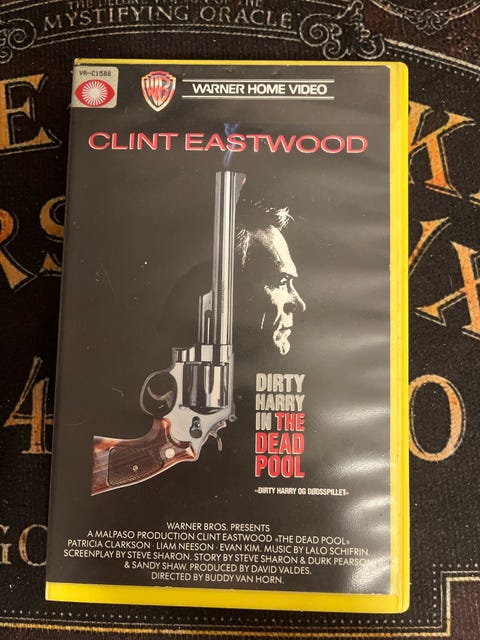 MYSTIFYING ORACLE
VR-C1588
WB
WARNER HOME VIDEO
CLINT EASTWOOD
DIRTY
HARRY
IN THE
DEAD
POOL
«DIRTY HARRY OG DØDSSPILLET»
WARNER BROS. PRESENTS
A MALPASO PRODUCTION CLINT EASTWOOD «THE DEAD POOL»
PATRICIA CLARKSON · LIAM NEESON · EVAN KIM. MUSIC BY LALO SCHIFRIN.
SCREENPLAY BY STEVE SHARON. STORY BY STEVE SHARON & DURK PEARSON
& SANDY SHAW. PRODUCED BY DAVID VALDES.
DIRECTED BY BUDDY VAN HORN.